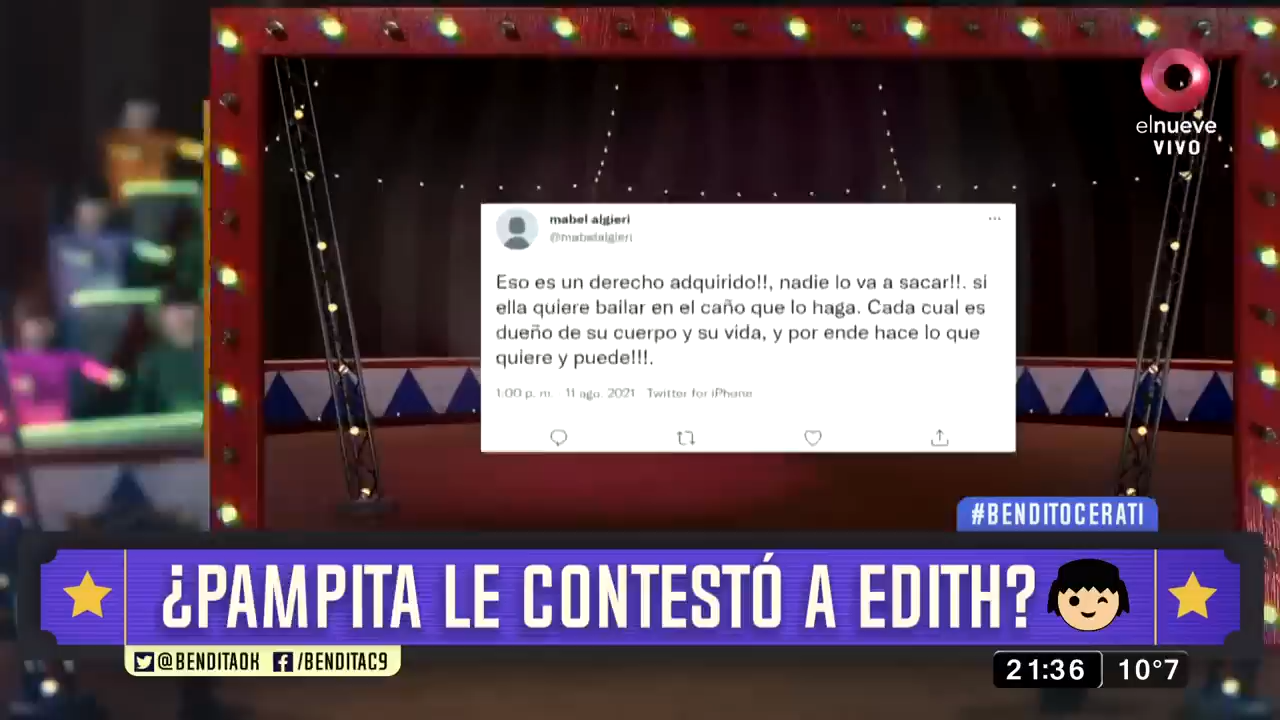 elnueve
VIVO
mabel algieri
@mabelalgieri
Eso es un derecho adquirido!!, nadie lo va a sacar!!. si
ella quiere bailar en el caño que lo haga. Cada cual es
dueño de su cuerpo y su vida, y por ende hace lo que
quiere y puede!!!.
1:00 p. m. 11 ago. 2021 Twitter for iPhone
#BENDITOCERATI
¿PAMPITA LE CONTESTÓ A EDITH?
@BENDITAOK /BENDITAC9
21:36 10°7